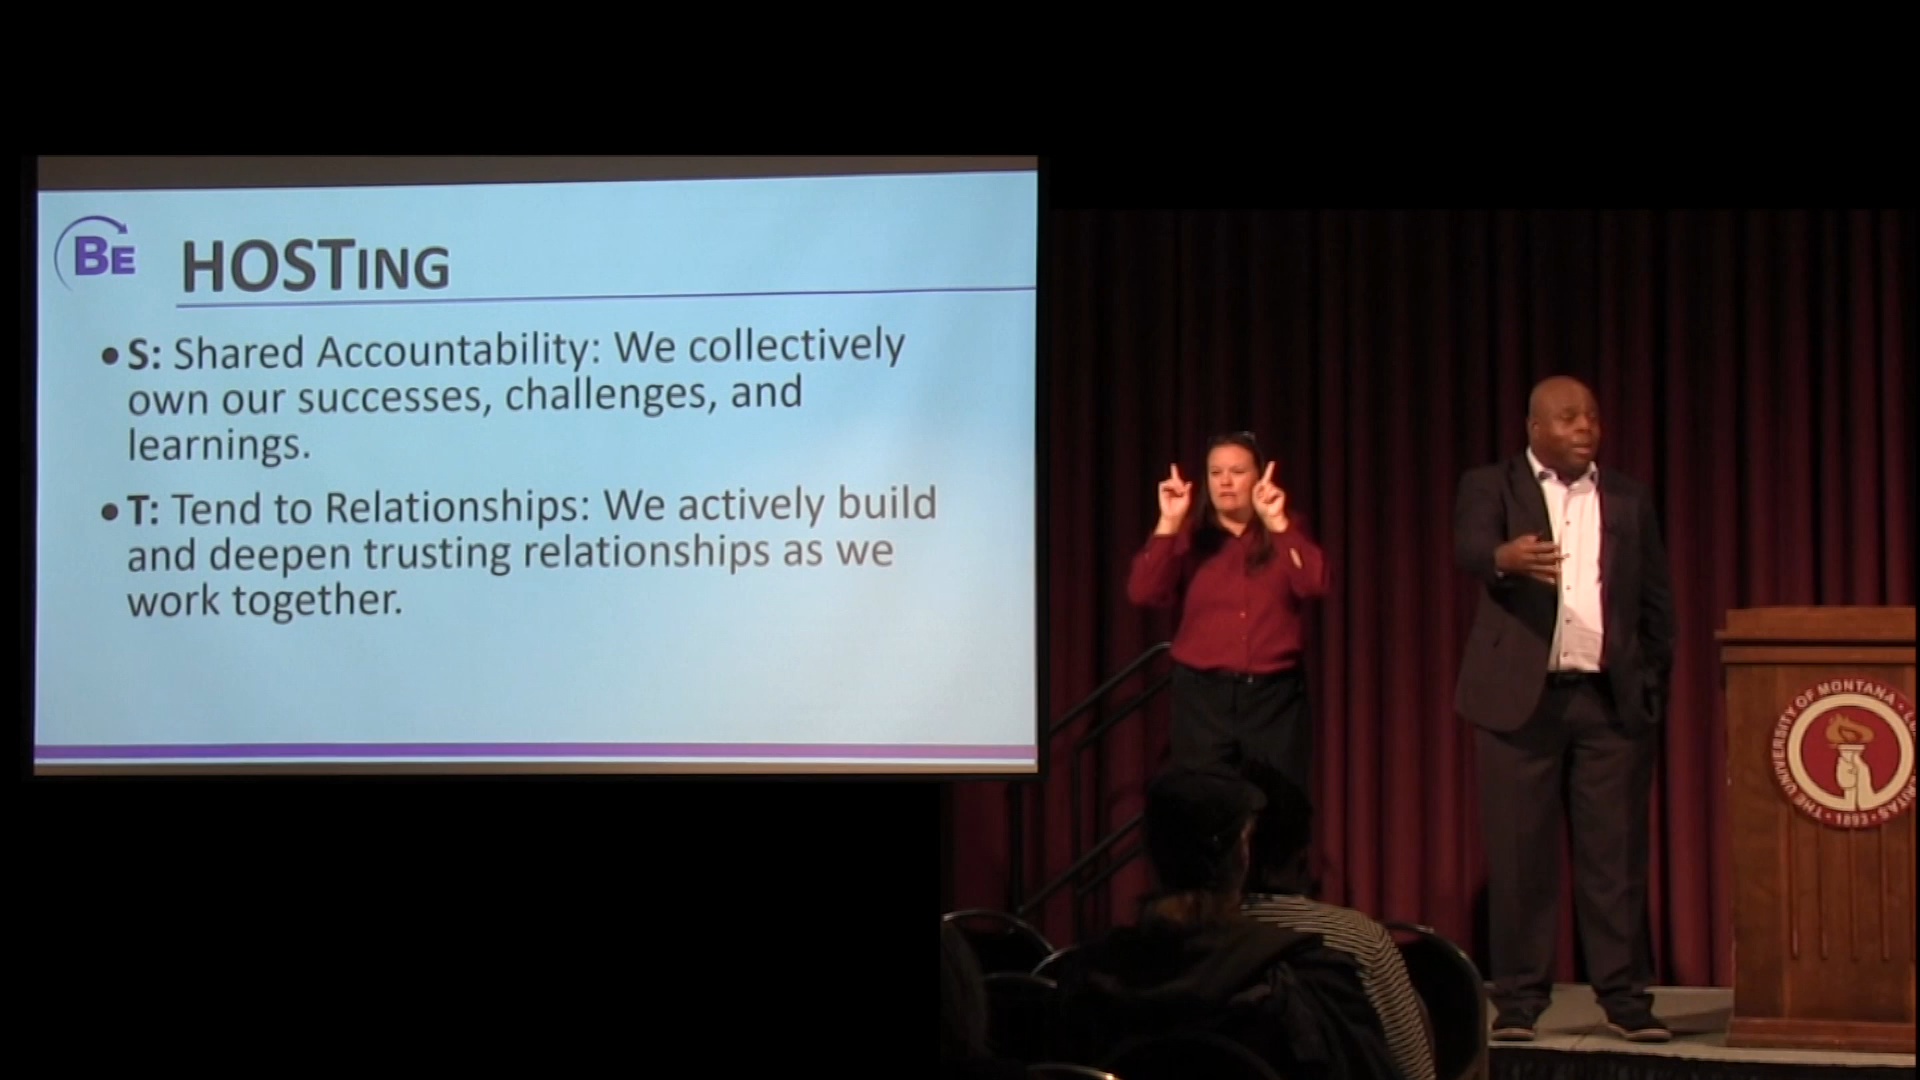 BE
HOSTING
• S: Shared Accountability: We collectively
own our successes, challenges, and
learnings.
• T: Tend to Relationships: We actively build
and deepen trusting relationships as we
work together.
THE UNIVERSITY OF MONTANA
1893